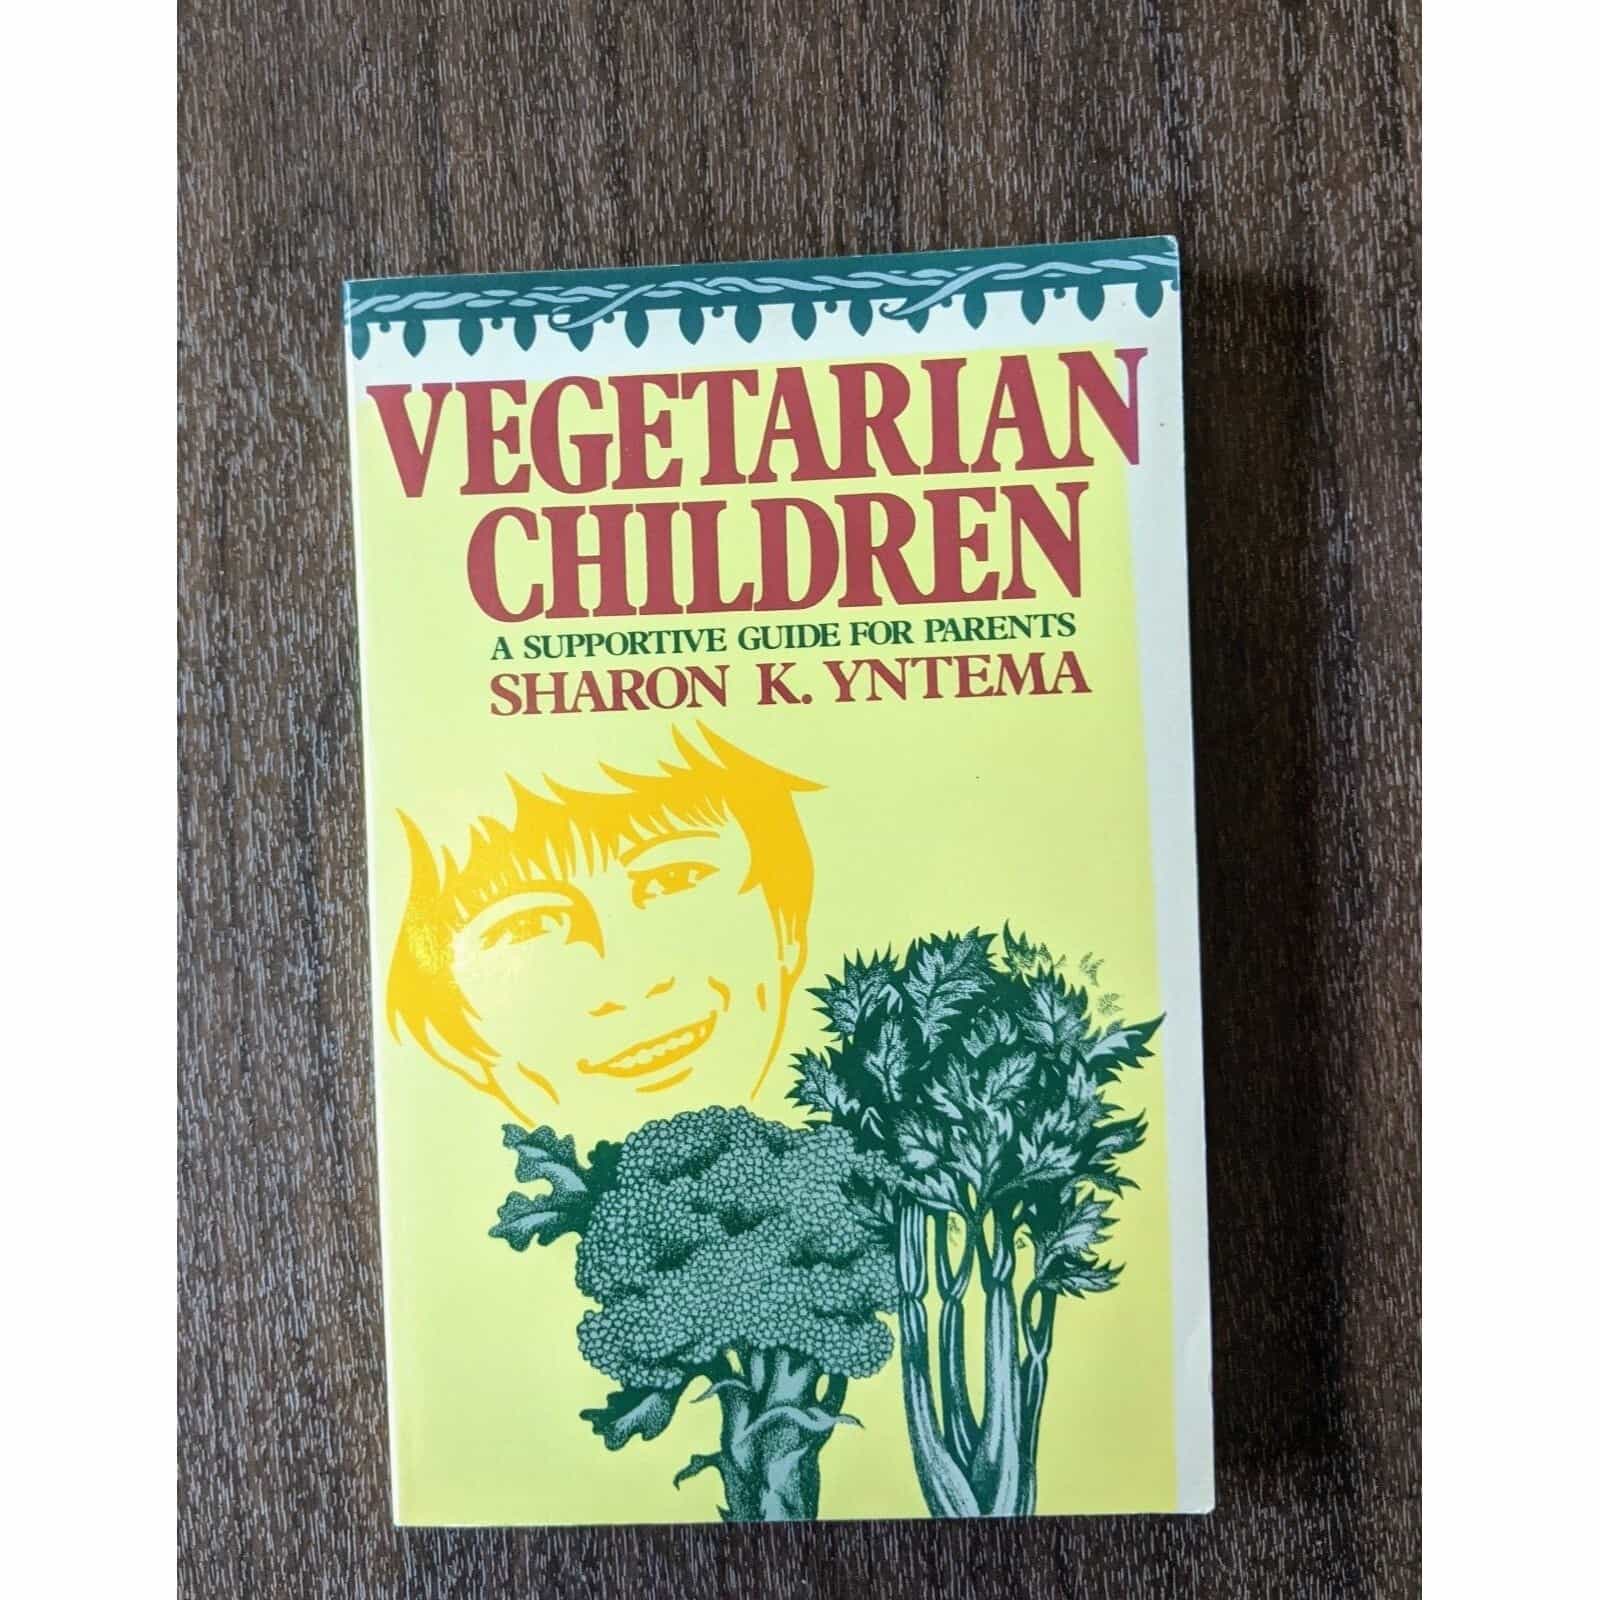 VEGETARIAN
CHILDREN
A SUPPORTIVE GUIDE FOR PARENTS
SHARON K. YNTEMA